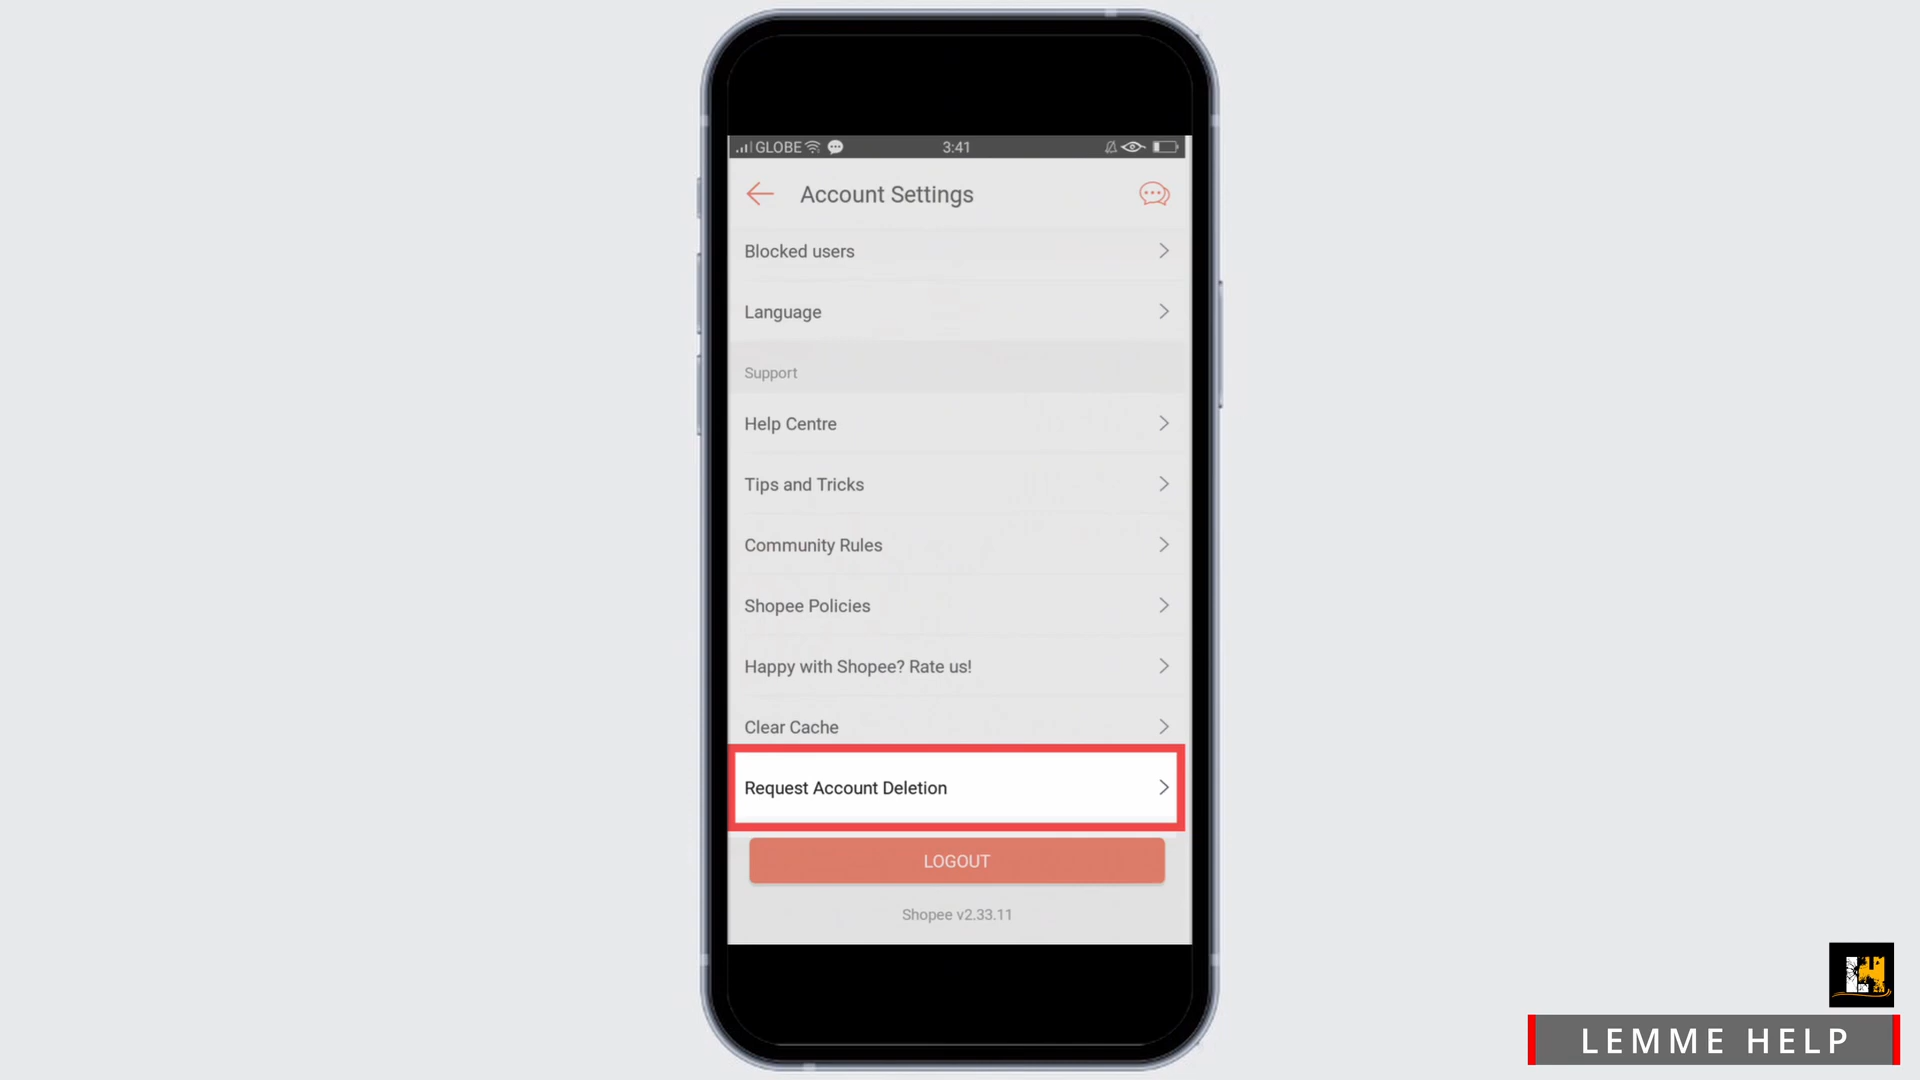 GLOBE
3:41
Account Settings
Blocked users
Language
Support
Help Centre
Tips and Tricks
Community Rules
Shopee Policies
Happy with Shopee? Rate us!
Clear Cache
Request Account Deletion
LOGOUT
Shopee v2.33.11
LH
LEMME HELP